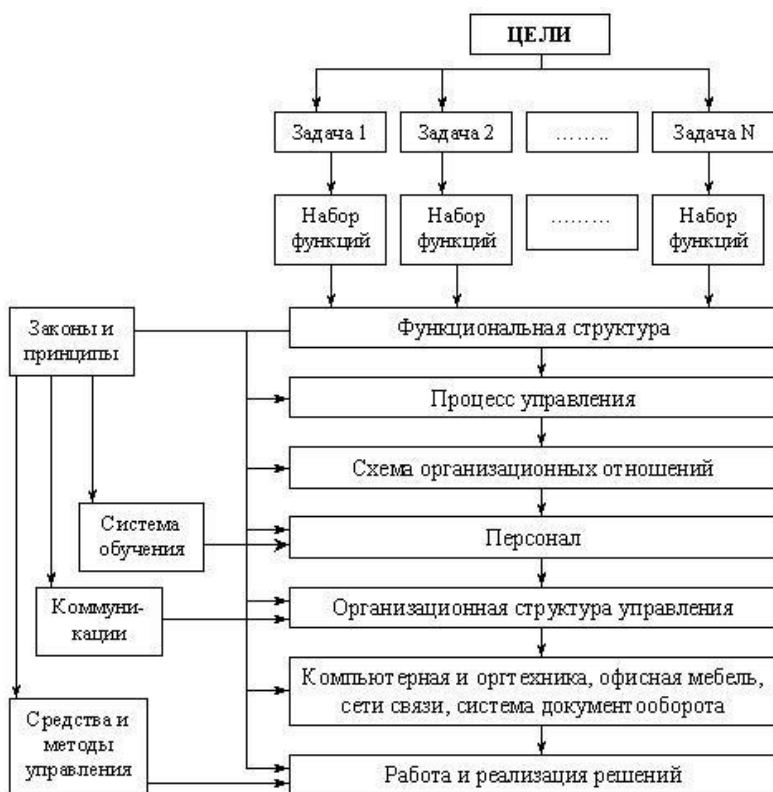 ЦЕЛИ
Задача 1
Задача 2
……..
Задача N
Набор
функций
Набор
функций
………
Набор
функций
Законы и
принципы
Функциональная структура
Процесс управления
Схема организационных отношений
Система
обучения
Персонал
Коммуни-
кации
Организационная структура управления
Компьютерная и оргтехника, офисная мебель,
сети связи, система документооборота
Средства и
методы
управления
Работа и реализация решений